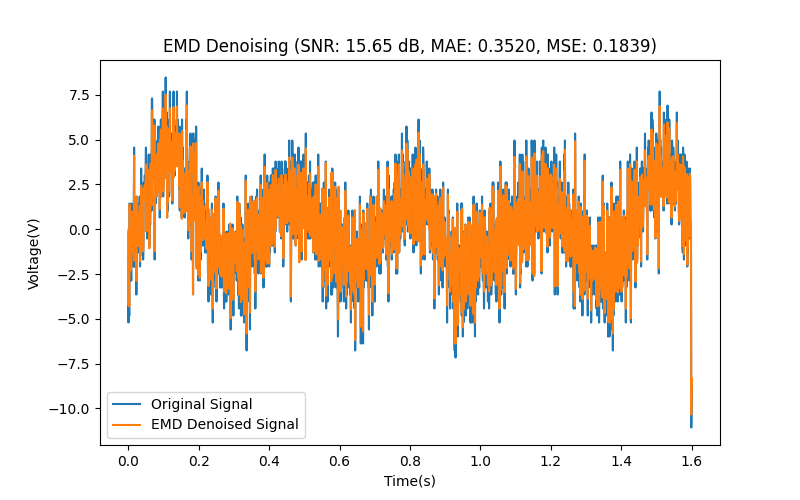 EMD Denoising (SNR: 15.65 dB, MAE: 0.3520, MSE: 0.1839)
7.5
5.0
2.5
0.0
−2.5
−5.0
−7.5
−10.0
Voltage(V)
Original Signal
EMD Denoised Signal
0.0 0.2 0.4 0.6 0.8 1.0 1.2 1.4 1.6
Time(s)